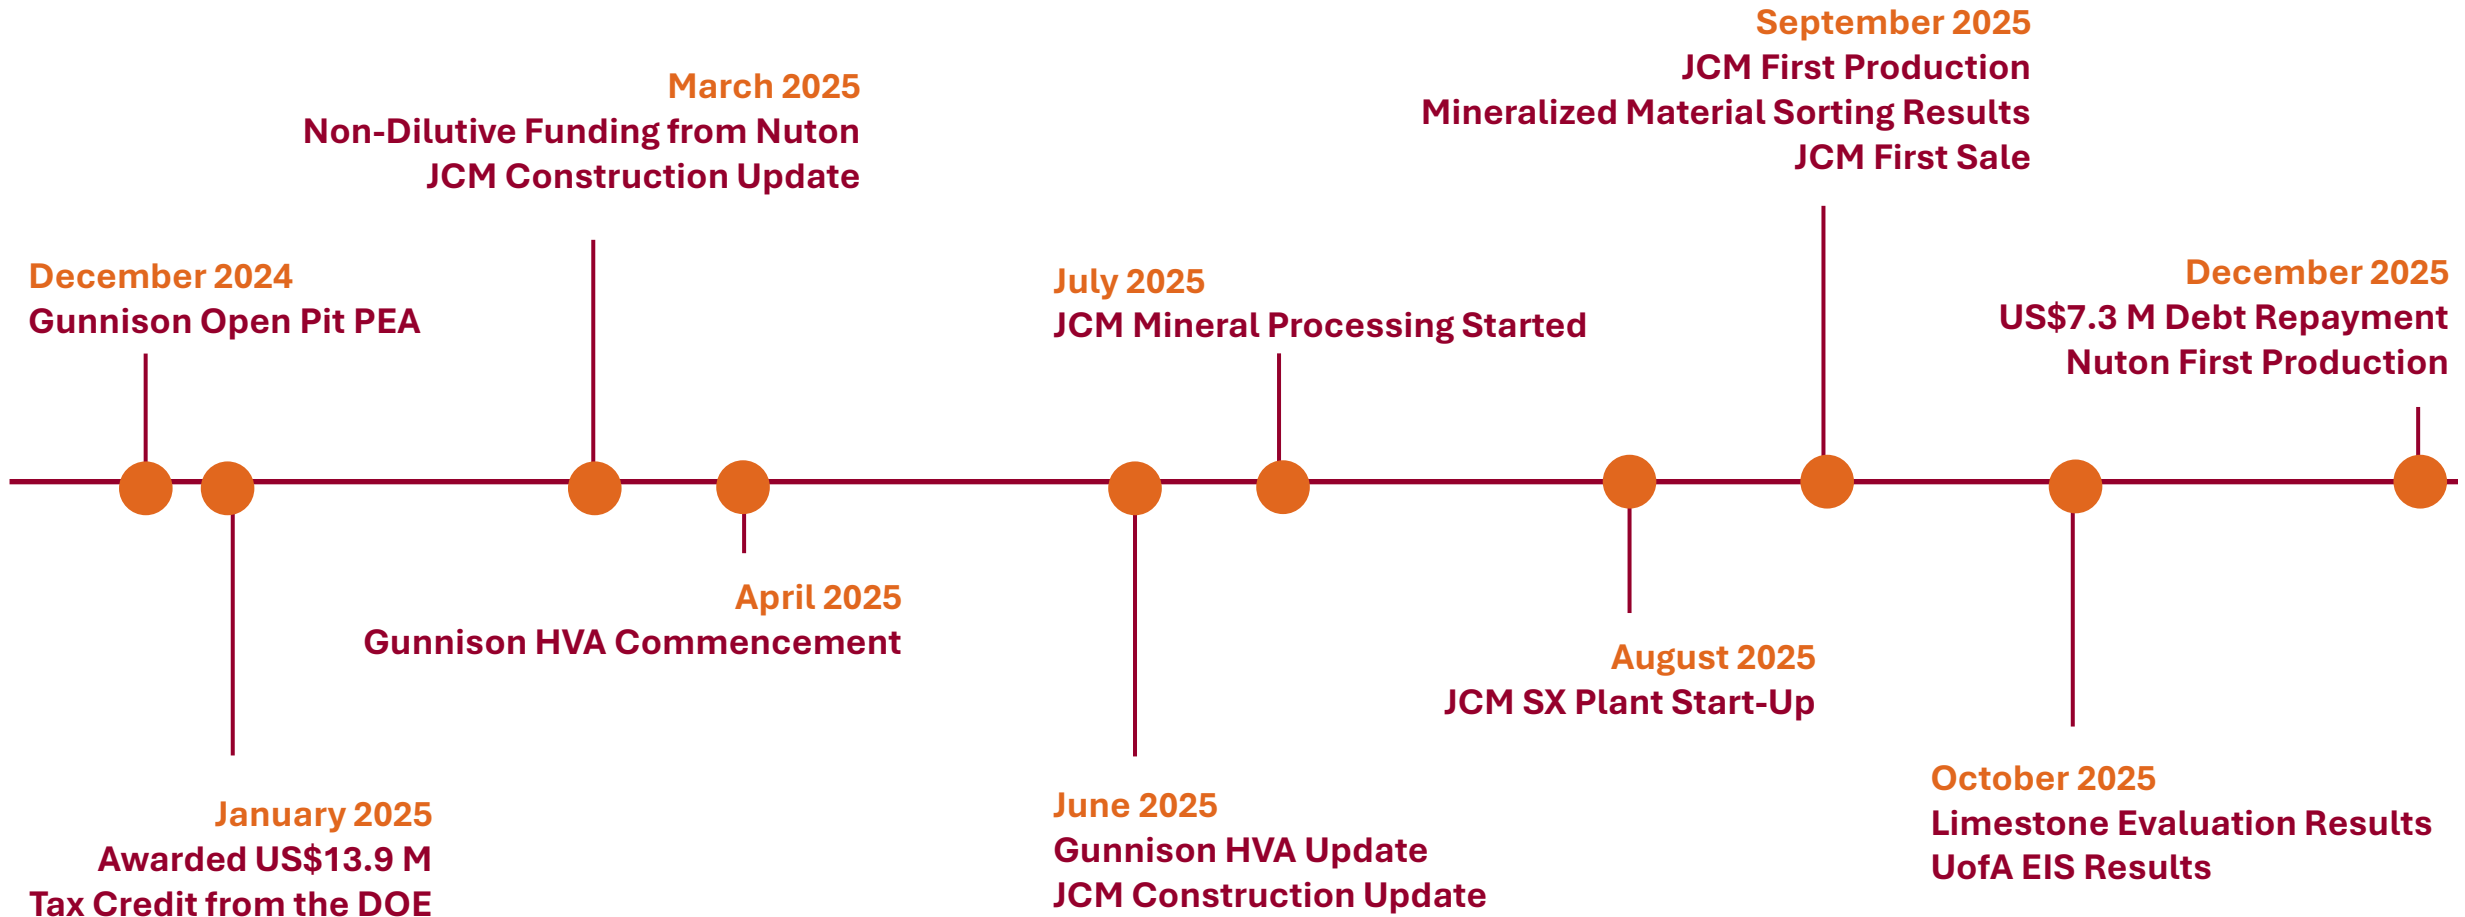 December 2024
Gunnison Open Pit PEA
January 2025
Awarded US$13.9 M
Tax Credit from the DOE
March 2025
Non-Dilutive Funding from Nuton
JCM Construction Update
April 2025
Gunnison HVA Commencement
June 2025
Gunnison HVA Update
JCM Construction Update
July 2025
JCM Mineral Processing Started
August 2025
JCM SX Plant Start-Up
September 2025
JCM First Production
Mineralized Material Sorting Results
JCM First Sale
October 2025
Limestone Evaluation Results
UofA EIS Results
December 2025
US$7.3 M Debt Repayment
Nuton First Production